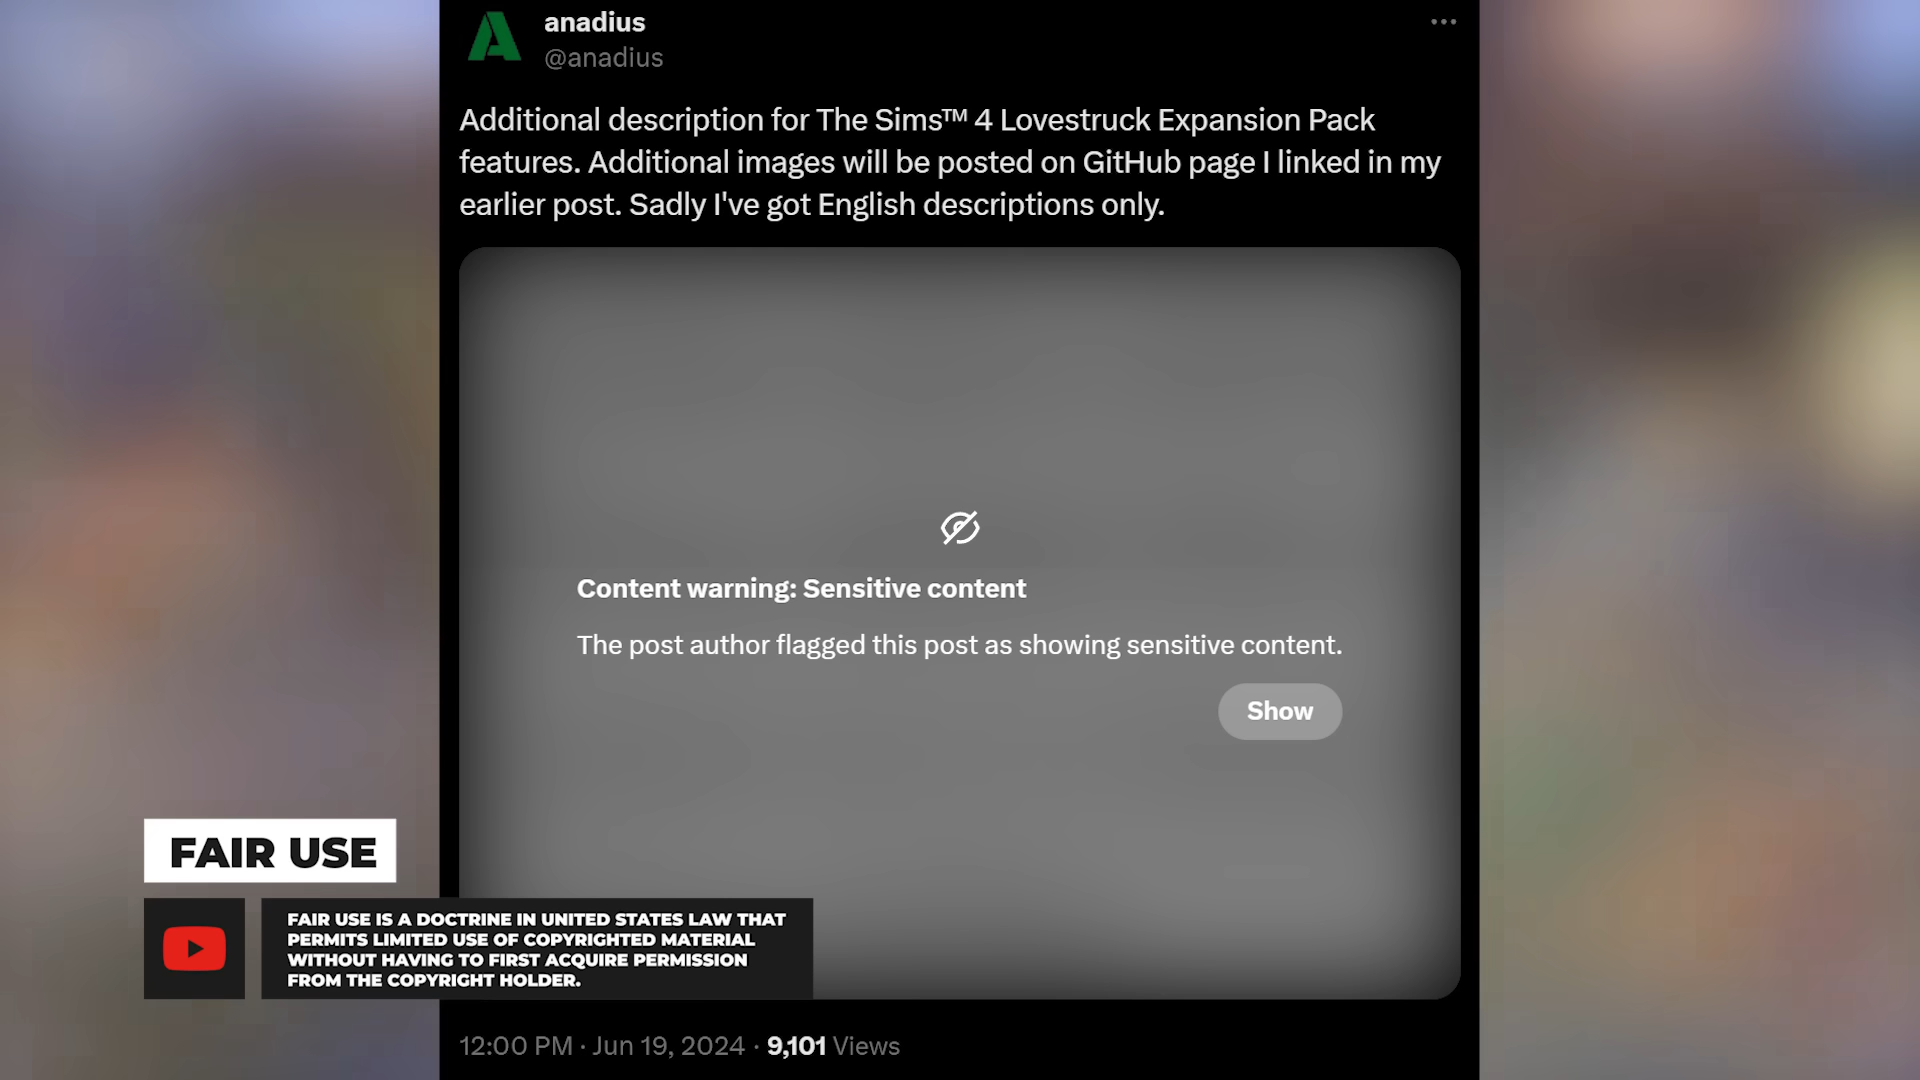 anadius
@anadius
Additional description for The Sims™ 4 Lovestruck Expansion Pack
features. Additional images will be posted on GitHub page I linked in my
earlier post. Sadly I've got English descriptions only.
Content warning: Sensitive content
The post author flagged this post as showing sensitive content.
Show
FAIR USE
FAIR USE IS A DOCTRINE IN UNITED STATES LAW THAT
PERMITS LIMITED USE OF COPYRIGHTED MATERIAL
WITHOUT HAVING TO FIRST ACQUIRE PERMISSION
FROM THE COPYRIGHT HOLDER.
12:00 PM · Jun 19, 2024 · 9,101 Views